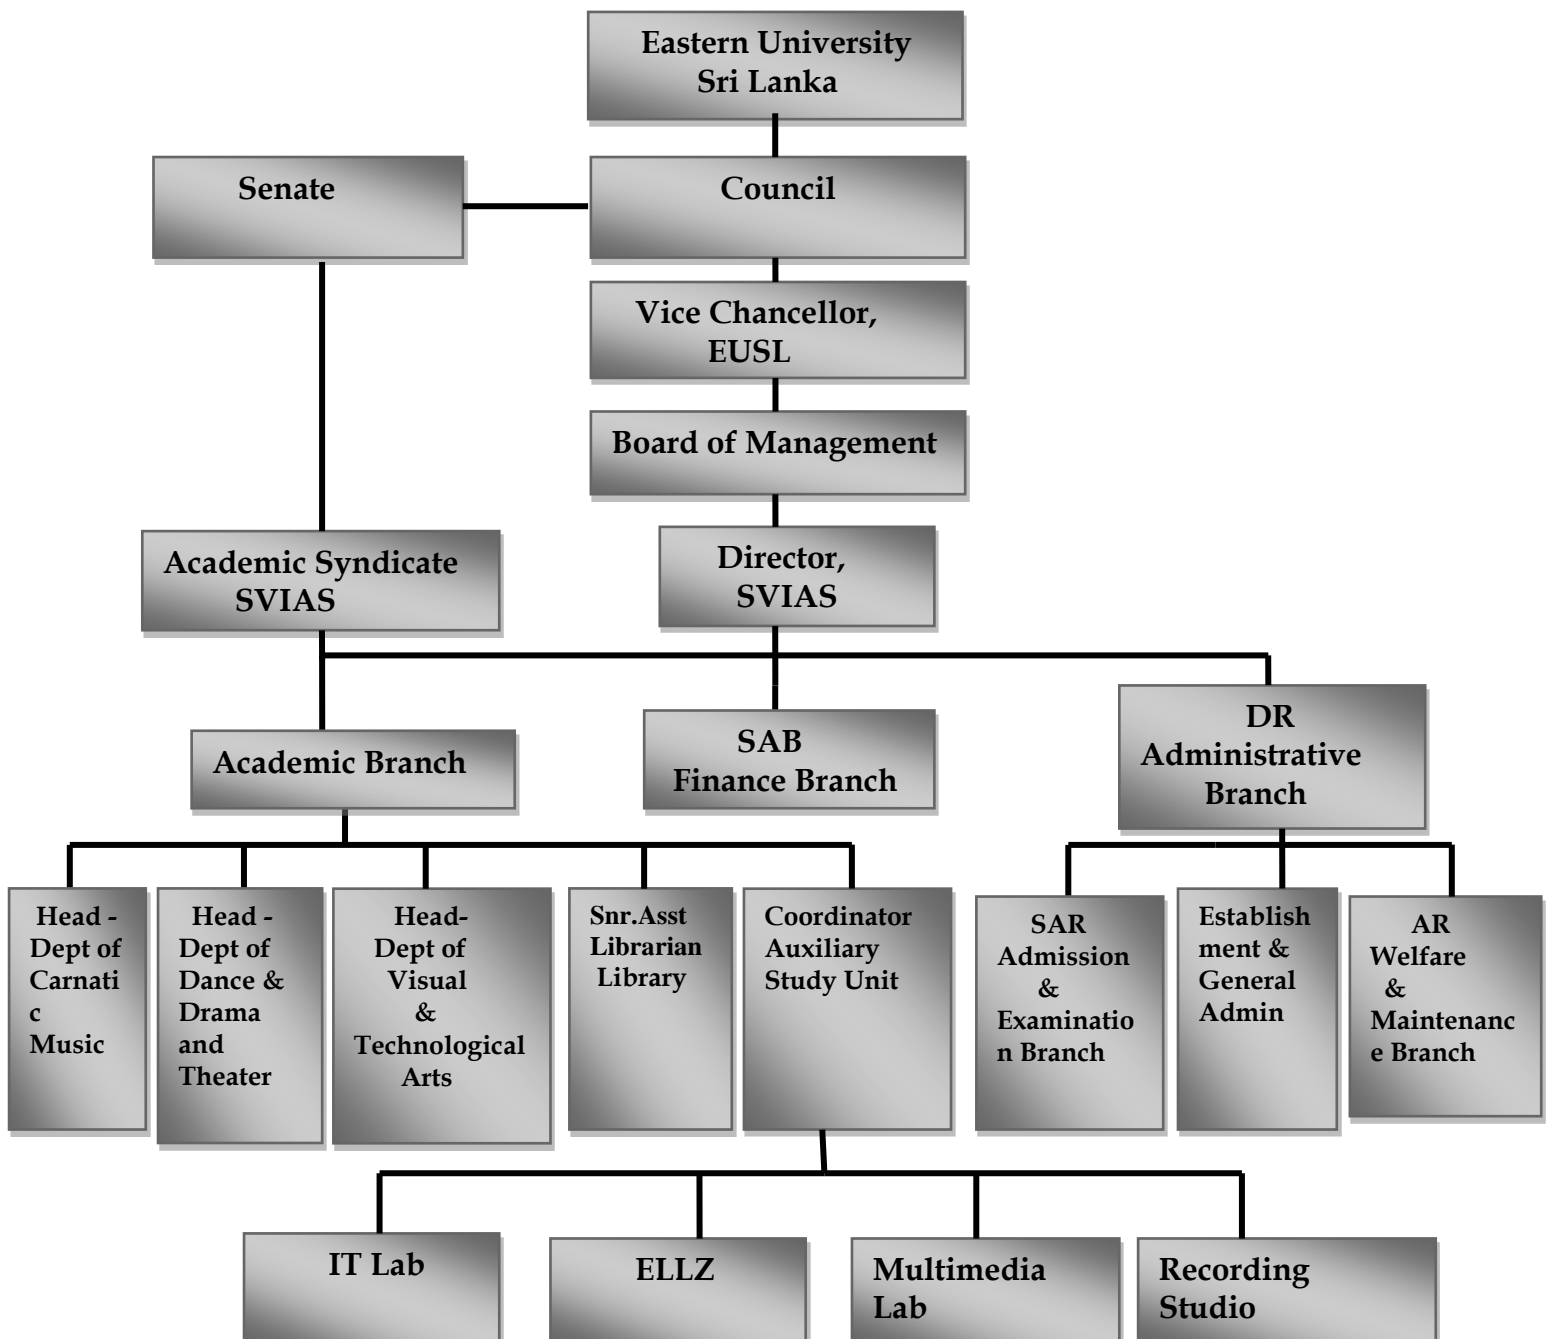 Eastern University
Sri Lanka
Senate
Council
Vice Chancellor,
EUSL
Board of Management
Academic Syndicate
SVIAS
Director,
SVIAS
Academic Branch
SAB
Finance Branch
DR
Administrative
Branch
Head -
Dept of
Carnati
c
Music
Head -
Dept of
Dance &
Drama
and
Theater
Head-
Dept of
Visual
&
Technological
Arts
Snr.Asst
Librarian
Library
Coordinator
Auxiliary
Study Unit
SAR
Admission
&
Examinatio
n Branch
Establish
ment &
General
Admin
AR
Welfare
&
Maintenanc
e Branch
IT Lab
ELLZ
Multimedia
Lab
Recording
Studio